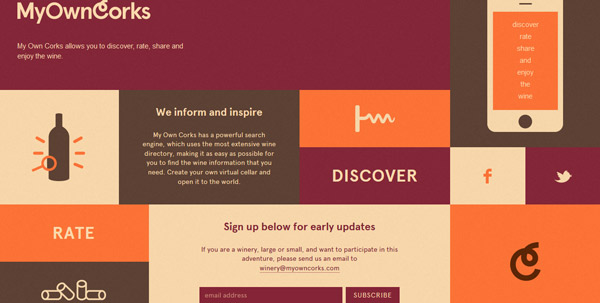 MyOwnCorks
My Own Corks allows you to discover, rate, share and
enjoy the wine.
discover
rate
share
and
enjoy
the
wine
We inform and inspire
My Own Corks has a powerful search
engine, which uses the most extensive wine
directory, making it as easy as possible for
you to find the wine information that you
need. Create your own virtual cellar and
open it to the world.
DISCOVER
RATE
Sign up below for early updates
If you are a winery, large or small, and want to participate in this
adventure, please send us an email to
winery@myowncorks.com
email address
SUBSCRIBE